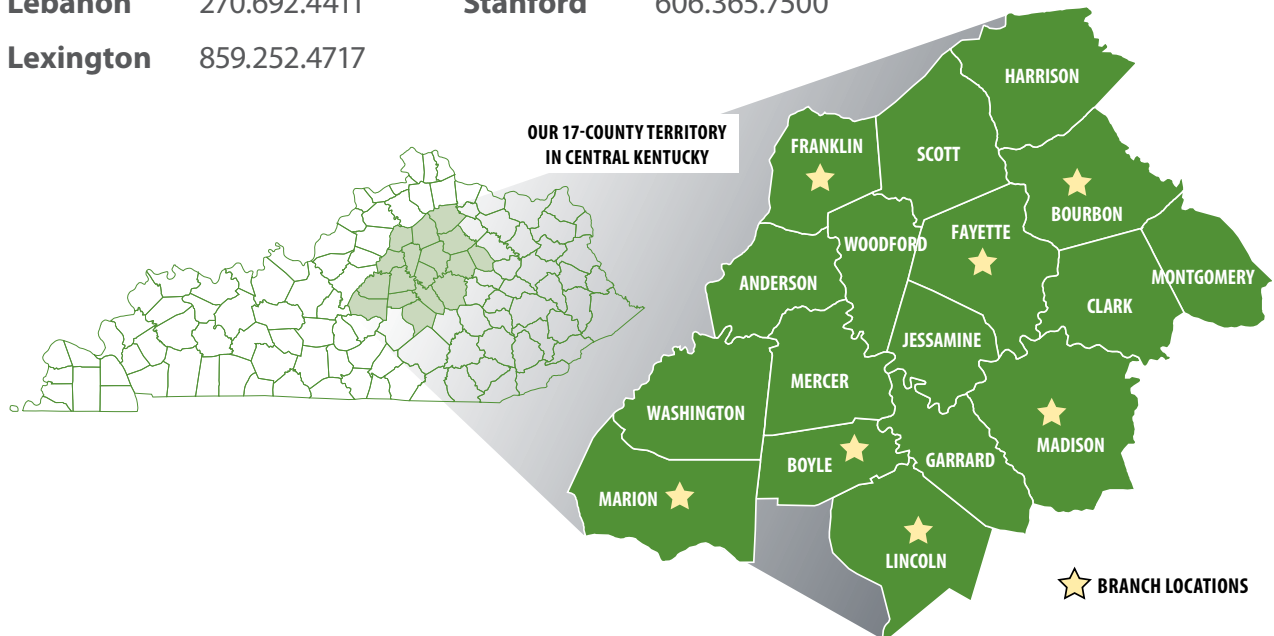 Lebanon 270.692.4411 Stanford 606.365.7500
Lexington 859.252.4717
OUR 17-COUNTY TERRITORY
IN CENTRAL KENTUCKY
HARRISON
FRANKLIN
SCOTT
BOURBON
WOODFORD
FAYETTE
ANDERSON
MONTGOMERY
CLARK
JESSAMINE
MERCER
WASHINGTON
MADISON
BOYLE
GARRARD
MARION
LINCOLN
BRANCH LOCATIONS